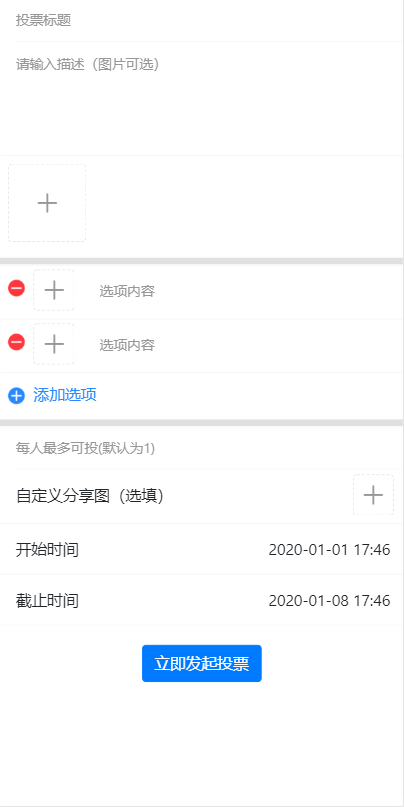 投票标题
请输入描述（图片可选）
选项内容
选项内容
添加选项
每人最多可投(默认为1)
自定义分享图（选填）
开始时间 2020-01-01 17:46
截止时间 2020-01-08 17:46
立即发起投票